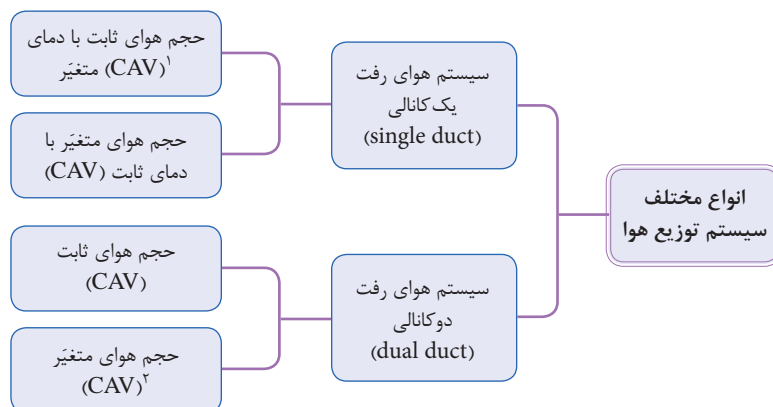 انواع مختلف
سیستم توزیع هوا
سیستم هوای رفت
یک‌کانالی
(single duct)
حجم هوای ثابت با دمای
متغیَر (CAV)۱
حجم هوای متغیَر با
دمای ثابت (CAV)
سیستم هوای رفت
دوکانالی
(dual duct)
حجم هوای ثابت
(CAV)
حجم هوای متغیَر
(CAV)۲